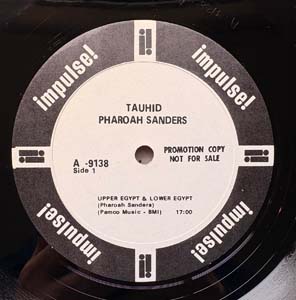 impulse!
impulse!
TAUHID
PHAROAH SANDERS
PROMOTION COPY
NOT FOR SALE
A -9138
Side 1
UPPER EGYPT & LOWER EGYPT
(Pharoah Sanders)
(Pamco Music - BMI) 17:00
impulse!
impulse!